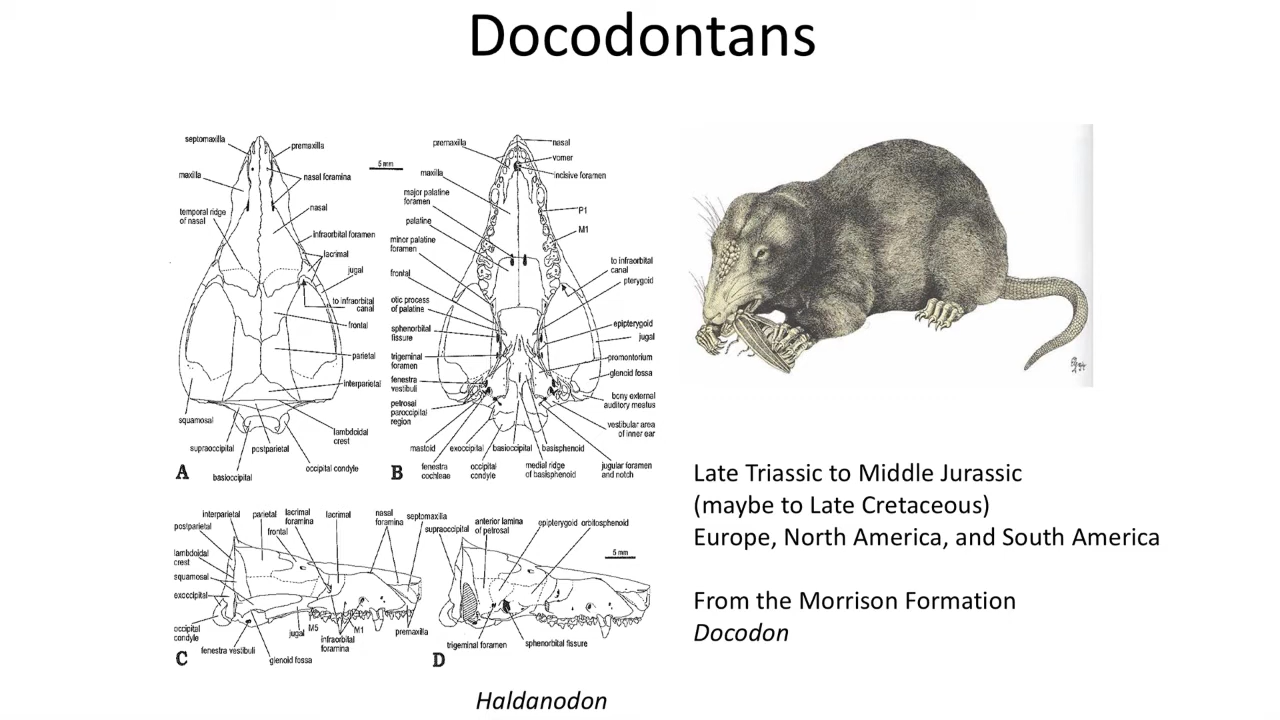 Docodontans
septomaxilla
premaxilla
maxilla
nasal foramina
temporal ridge
of nasal
nasal
infraorbital foramen
lacrimal
jugal
to infraorbital
canal
frontal
parietal
interparietal
squamosal
lambdoidal
crest
supraoccipital
postparietal
occipital condyle
basioccipital
A
5 mm
premaxilla
nasal
vomer
incisive foramen
maxilla
major palatine
foramen
P1
M1
palatine
minor palatine
foramen
to infraorbital
canal
pterygoid
frontal
otic process
of palatine
epipterygoid
jugal
sphenorbital
fissure
trigeminal
foramen
promontorium
glenoid fossa
fenestra
vestibuli
bony external
auditory meatus
petrosal
paroccipital
region
vestibular area
of inner ear
mastoid
exoccipital
basioccipital
basisphenoid
fenestra
cochleae
occipital
condyle
medial ridge
of basisphenoid
jugular foramen
and notch
B
interparietal
parietal
lacrimal
foramina
lacrimal
nasal
foramina
septomaxilla
postparietal
frontal
lambdoidal
crest
squamosal
exoccipital
occipital
condyle
fenestra vestibuli
glenoid fossa
jugal
M5
infraorbital
foramina
M1
premaxilla
C
supraoccipital
anterior lamina
of petrosal
epipterygoid
orbitosphenoid
5 mm
trigeminal foramen
sphenorbital fissure
D
Haldanodon
Late Triassic to Middle Jurassic
(maybe to Late Cretaceous)
Europe, North America, and South America
From the Morrison Formation
Docodon